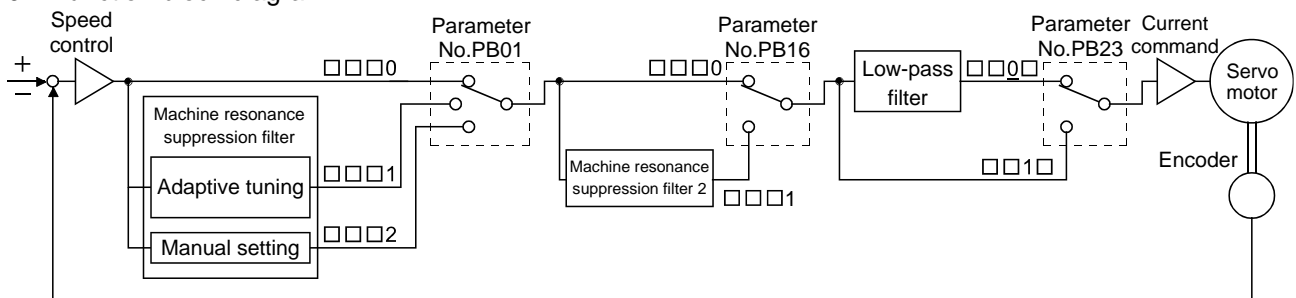 Speed
control
Parameter
No.PB01
Parameter
No.PB16
Parameter
No.PB23
Current
command
+
−
□□□0
□□□0
Low-pass
filter
□□0□
Servo
motor
Machine resonance
suppression filter
Adaptive tuning
□□□1
Machine resonance
suppression filter 2
□□□1
□□1□
Encoder
Manual setting
□□□2